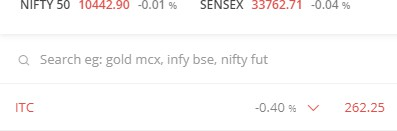 NIFTY 50 10442.90 -0.01 % SENSEX 33762.71 -0.04 %
Search eg: gold mcx, infy bse, nifty fut
ITC -0.40 % 262.25